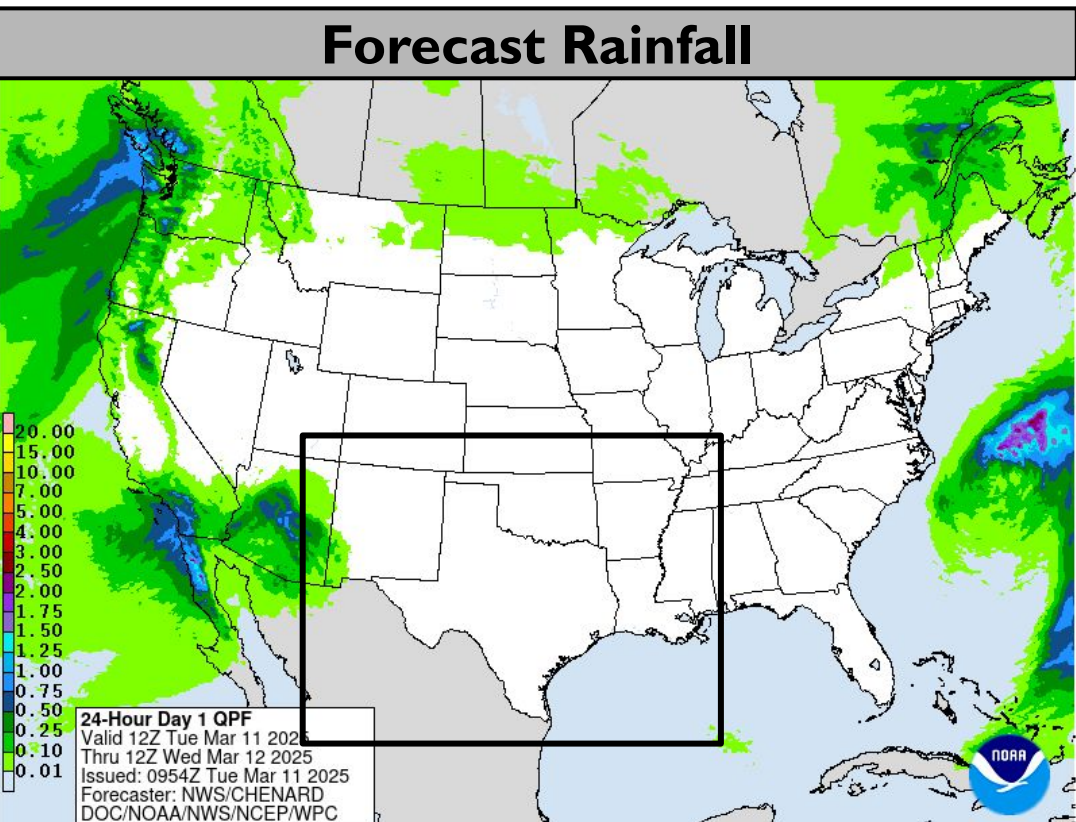 Forecast Rainfall
20.00
15.00
10.00
7.00
5.00
4.00
3.00
2.50
2.00
1.75
1.50
1.25
1.00
0.75
0.50
0.25
0.10
0.01
24-Hour Day 1 QPF
Valid 12Z Tue Mar 11 2025
Thru 12Z Wed Mar 12 2025
Issued: 0954Z Tue Mar 11 2025
Forecaster: NWS/CHENARD
DOC/NOAA/NWS/NCEP/WPC
NOAA